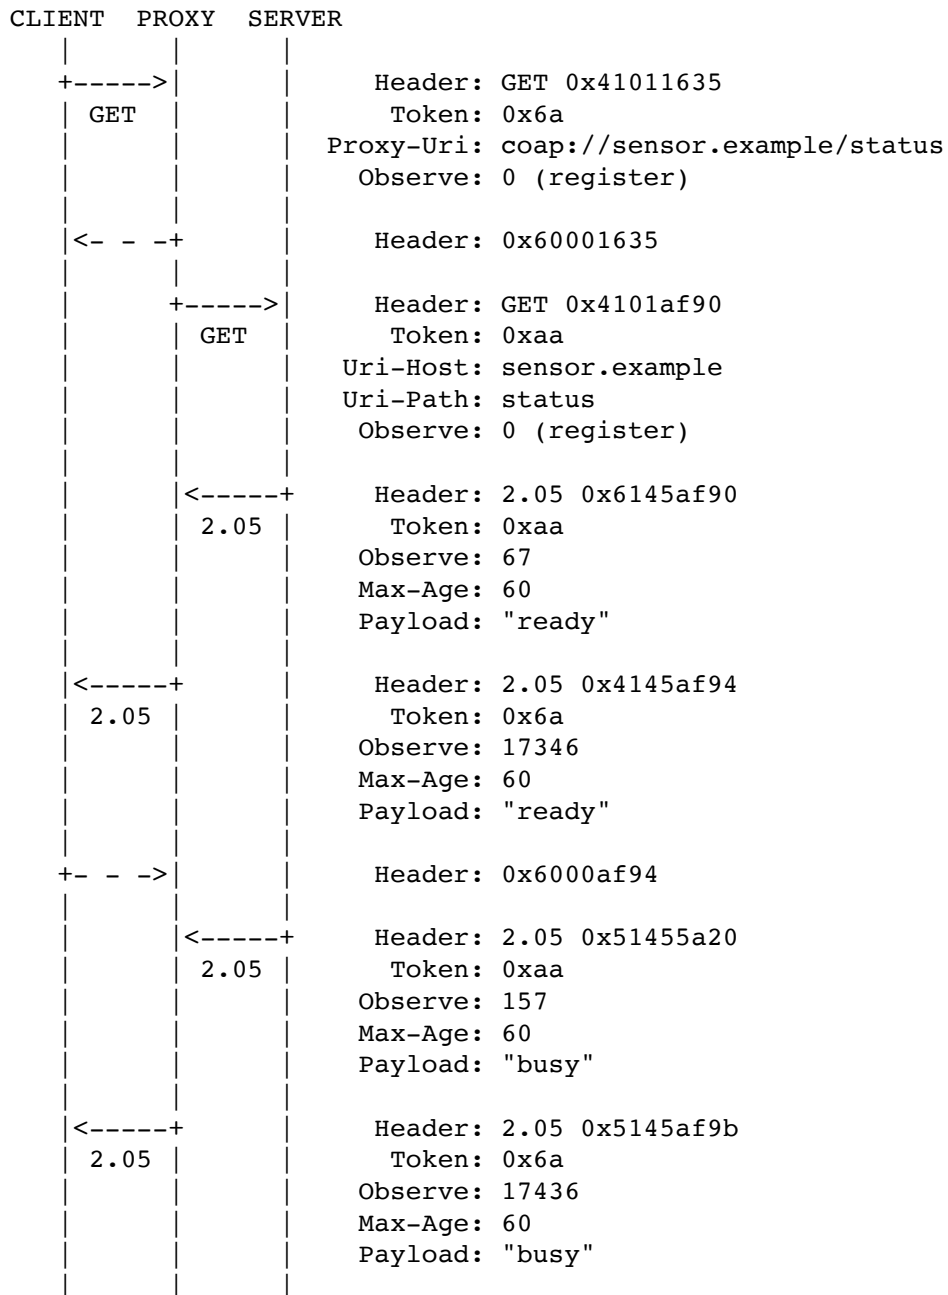 CLIENT  PROXY  SERVER
   |      |      |
   +----->|      |     Header: GET 0x41011635
   | GET  |      |      Token: 0x6a
   |      |      |  Proxy-Uri: coap://sensor.example/status
   |      |      |    Observe: 0 (register)
   |      |      |
   |<- - -+      |     Header: 0x60001635
   |      |      |
   |      +----->|     Header: GET 0x4101af90
   |      | GET  |      Token: 0xaa
   |      |      |   Uri-Host: sensor.example
   |      |      |   Uri-Path: status
   |      |      |    Observe: 0 (register)
   |      |      |
   |      |<-----+     Header: 2.05 0x6145af90
   |      | 2.05 |      Token: 0xaa
   |      |      |    Observe: 67
   |      |      |    Max-Age: 60
   |      |      |    Payload: "ready"
   |      |      |
   |<-----+      |     Header: 2.05 0x4145af94
   | 2.05 |      |      Token: 0x6a
   |      |      |    Observe: 17346
   |      |      |    Max-Age: 60
   |      |      |    Payload: "ready"
   |      |      |
   +- - ->|      |     Header: 0x6000af94
   |      |      |
   |      |<-----+     Header: 2.05 0x51455a20
   |      | 2.05 |      Token: 0xaa
   |      |      |    Observe: 157
   |      |      |    Max-Age: 60
   |      |      |    Payload: "busy"
   |      |      |
   |<-----+      |     Header: 2.05 0x5145af9b
   | 2.05 |      |      Token: 0x6a
   |      |      |    Observe: 17436
   |      |      |    Max-Age: 60
   |      |      |    Payload: "busy"
   |      |      |